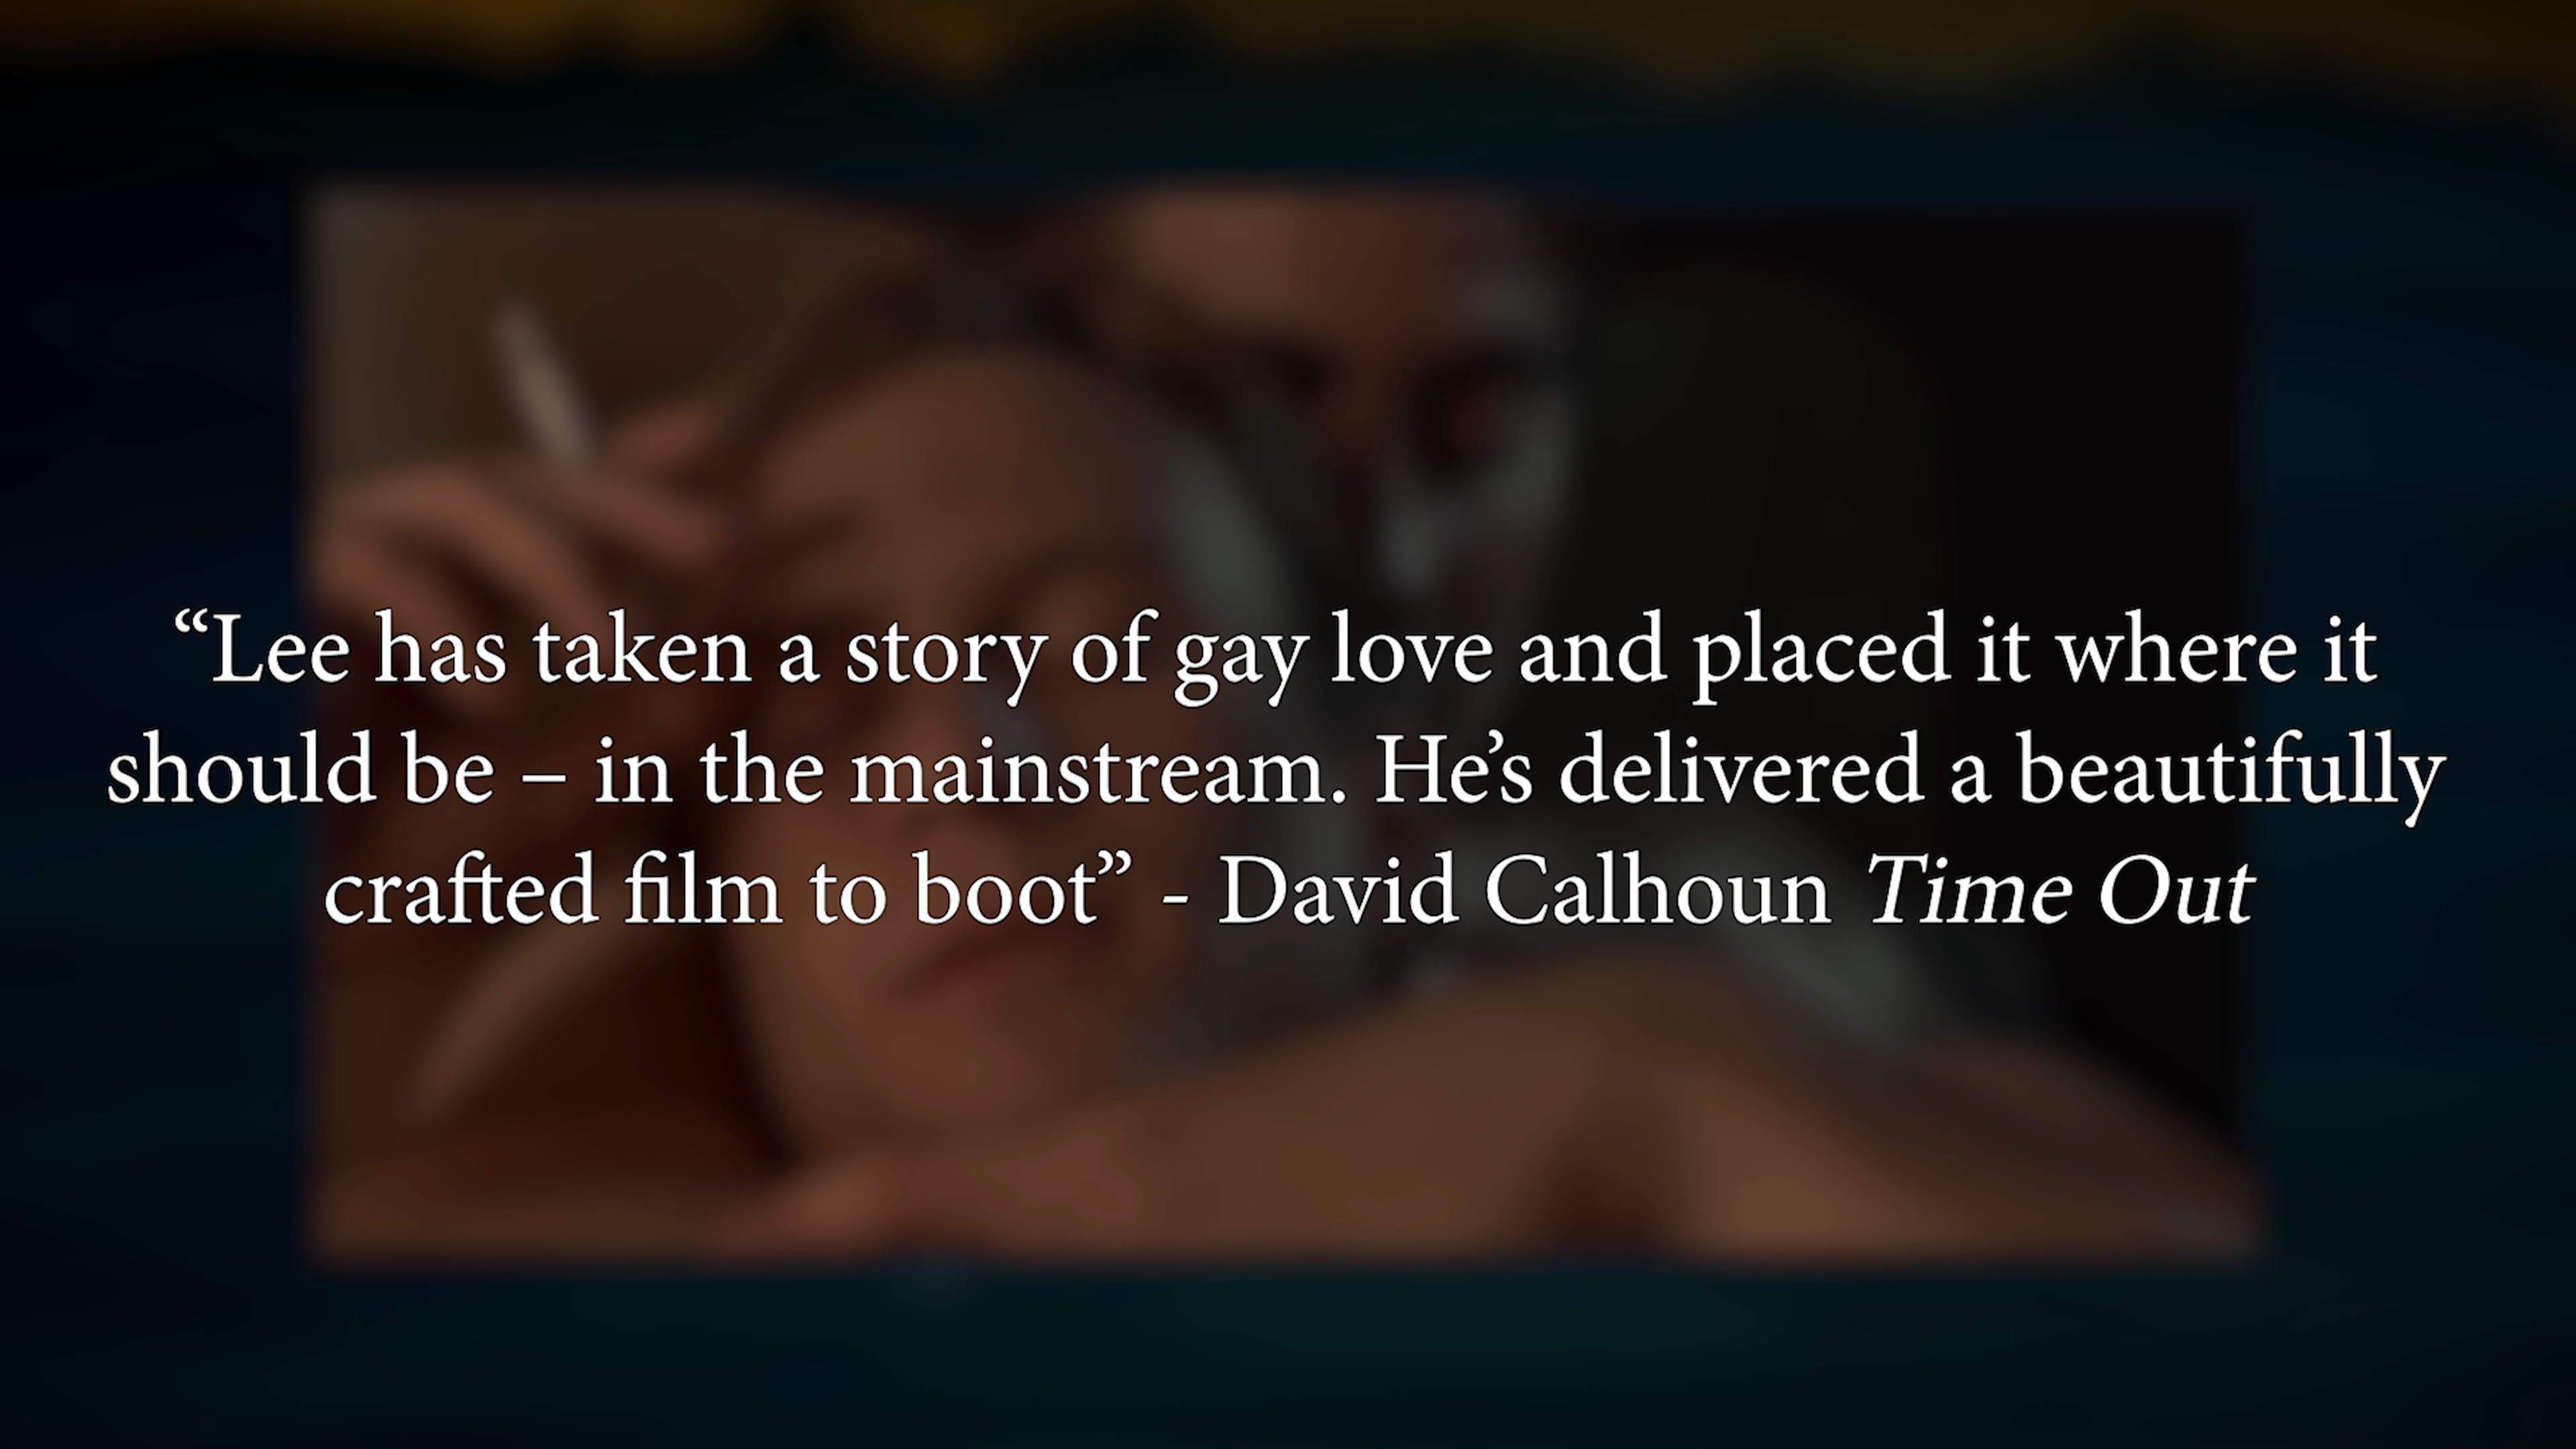 “Lee has taken a story of gay love and placed it where it
should be – in the mainstream. He’s delivered a beautifully
crafted film to boot” - David Calhoun Time Out